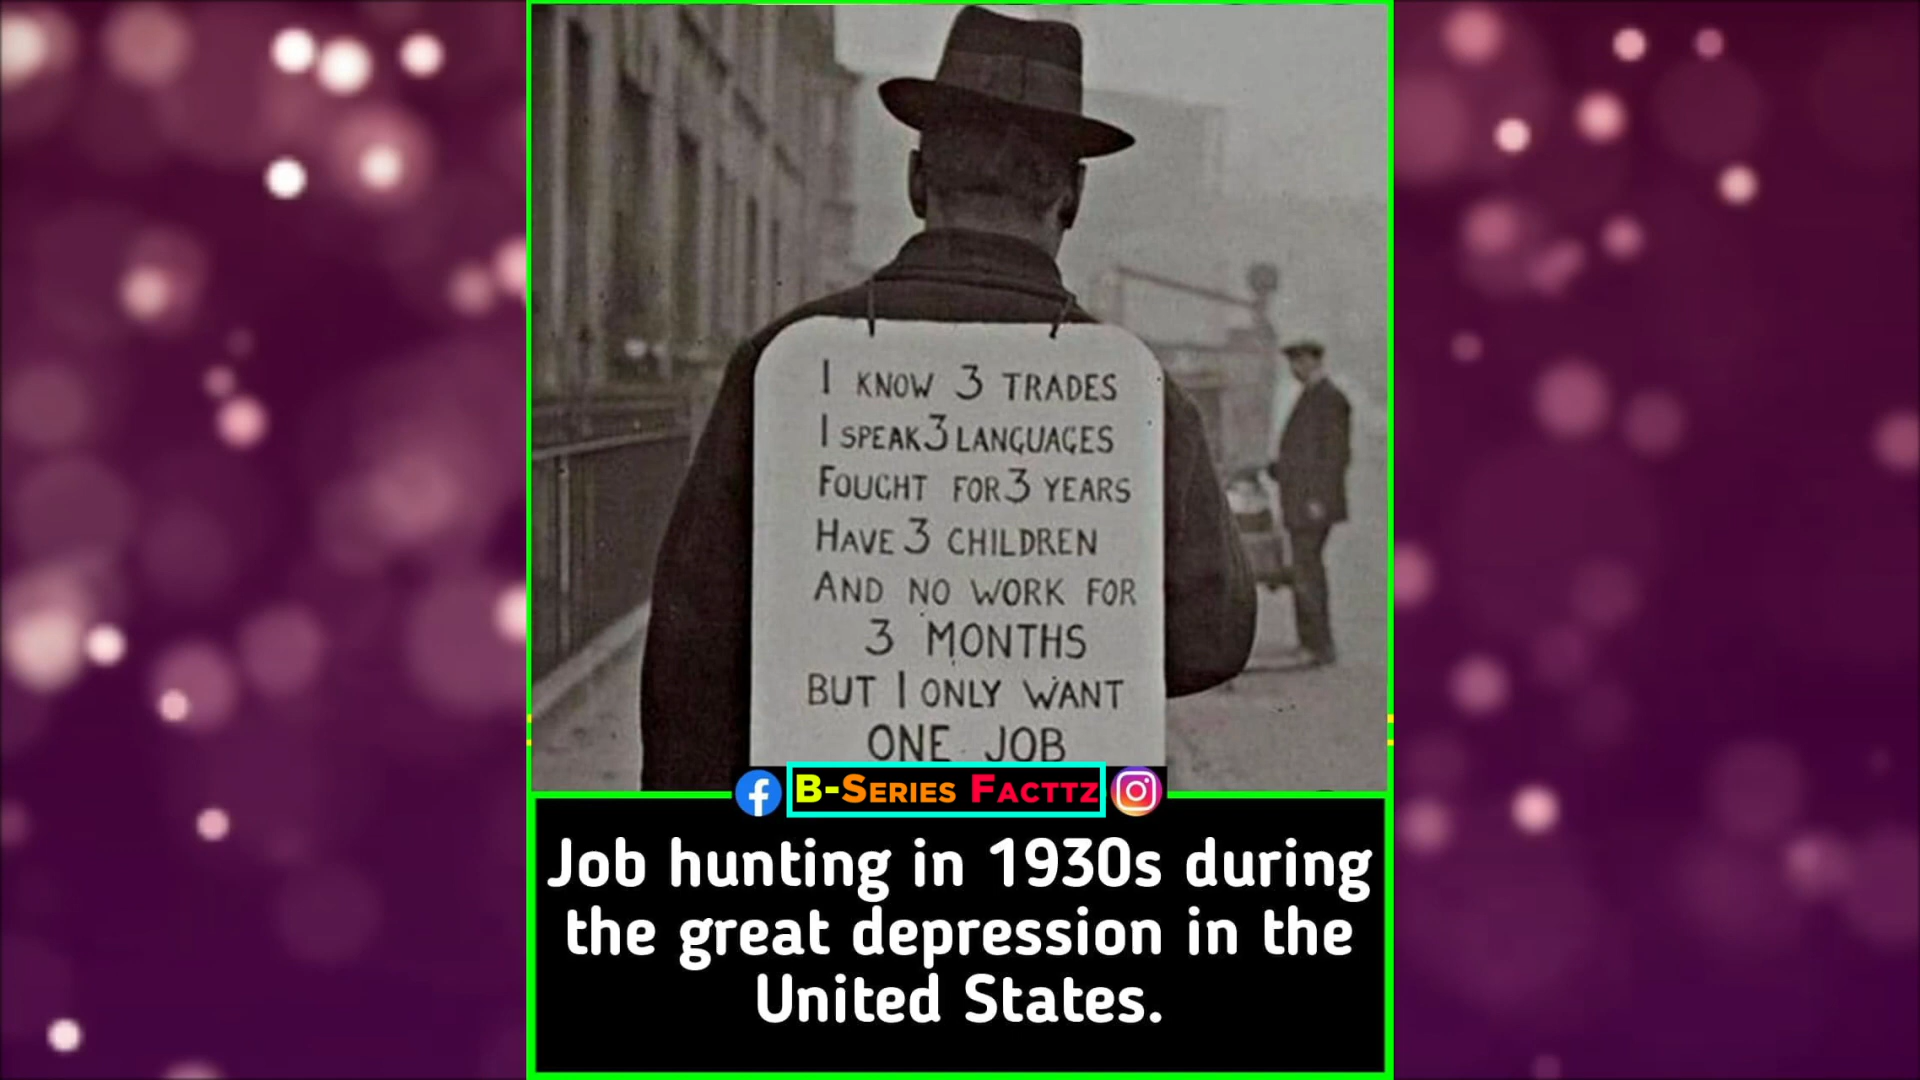 I KNOW 3 TRADES
I SPEAK 3 LANGUAGES
FOUGHT FOR 3 YEARS
HAVE 3 CHILDREN
AND NO WORK FOR
3 MONTHS
BUT I ONLY WANT
ONE JOB
B-SERIES FACTTZ
Job hunting in 1930s during
the great depression in the
United States.